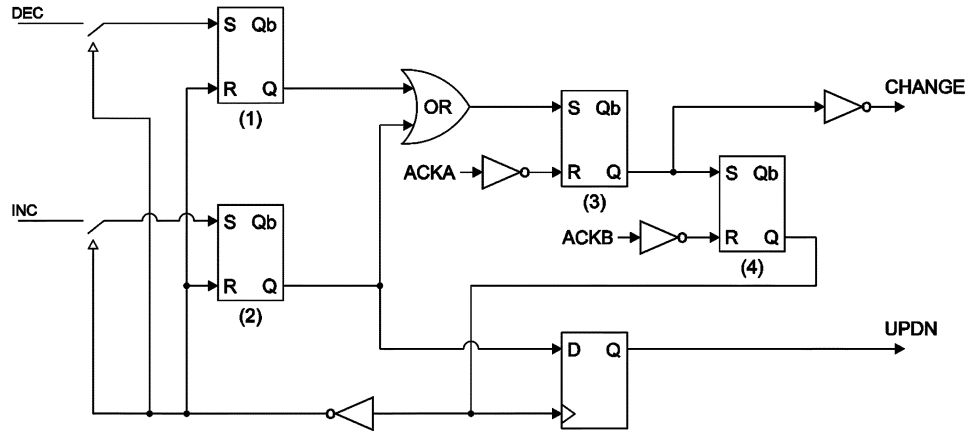 DEC
S Qb
R Q
(1)
OR
S Qb
R Q
(3)
ACKA
CHANGE
S Qb
R Q
(4)
ACKB
INC
S Qb
R Q
(2)
D Q
UPDN